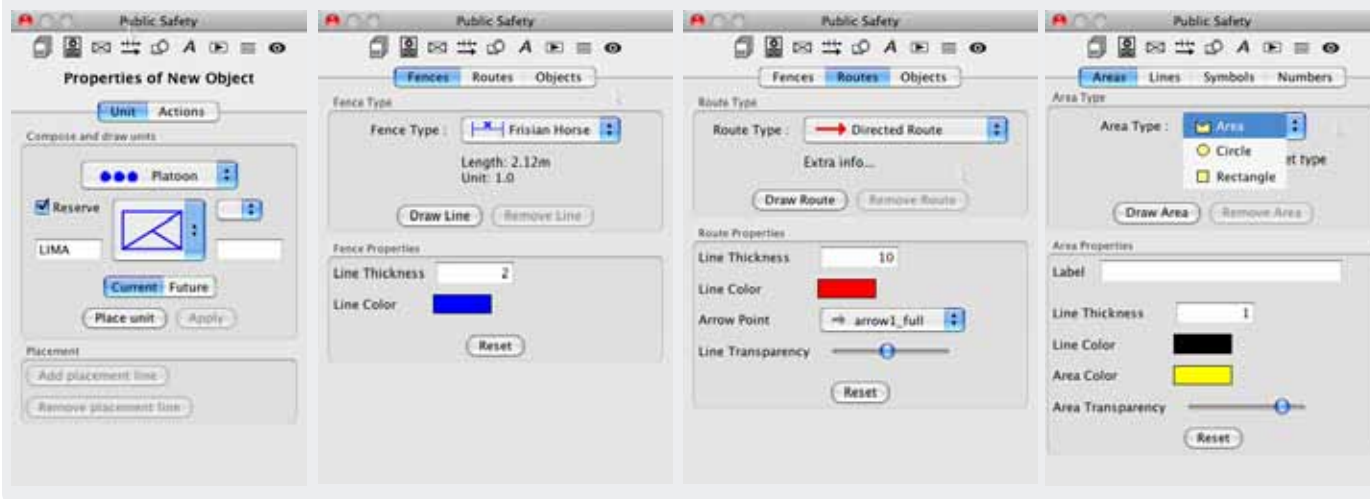 Public Safety
A
Properties of New Object
Unit Actions
Compose and draw units
Platoon
Reserve
LIMA
Current Future
Place unit Apply
Placement
Add placement line
Remove placement line
Public Safety
A
Fences Routes Objects
Fence Type
Fence Type : Frisian Horse
Length: 2.12m
Unit: 1.0
Draw Line Remove Line
Fence Properties
Line Thickness 2
Line Color
Reset
Public Safety
A
Fences Routes Objects
Route Type
Route Type : Directed Route
Extra info...
Draw Route Remove Route
Route Properties
Line Thickness 10
Line Color
Arrow Point arrow1_full
Line Transparency
Reset
Public Safety
A
Areas Lines Symbols Numbers
Area Type
Area Type : Area
Circle
et type
Rectangle
Draw Area Remove Area
Area Properties
Label
Line Thickness 1
Line Color
Area Color
Area Transparency
Reset